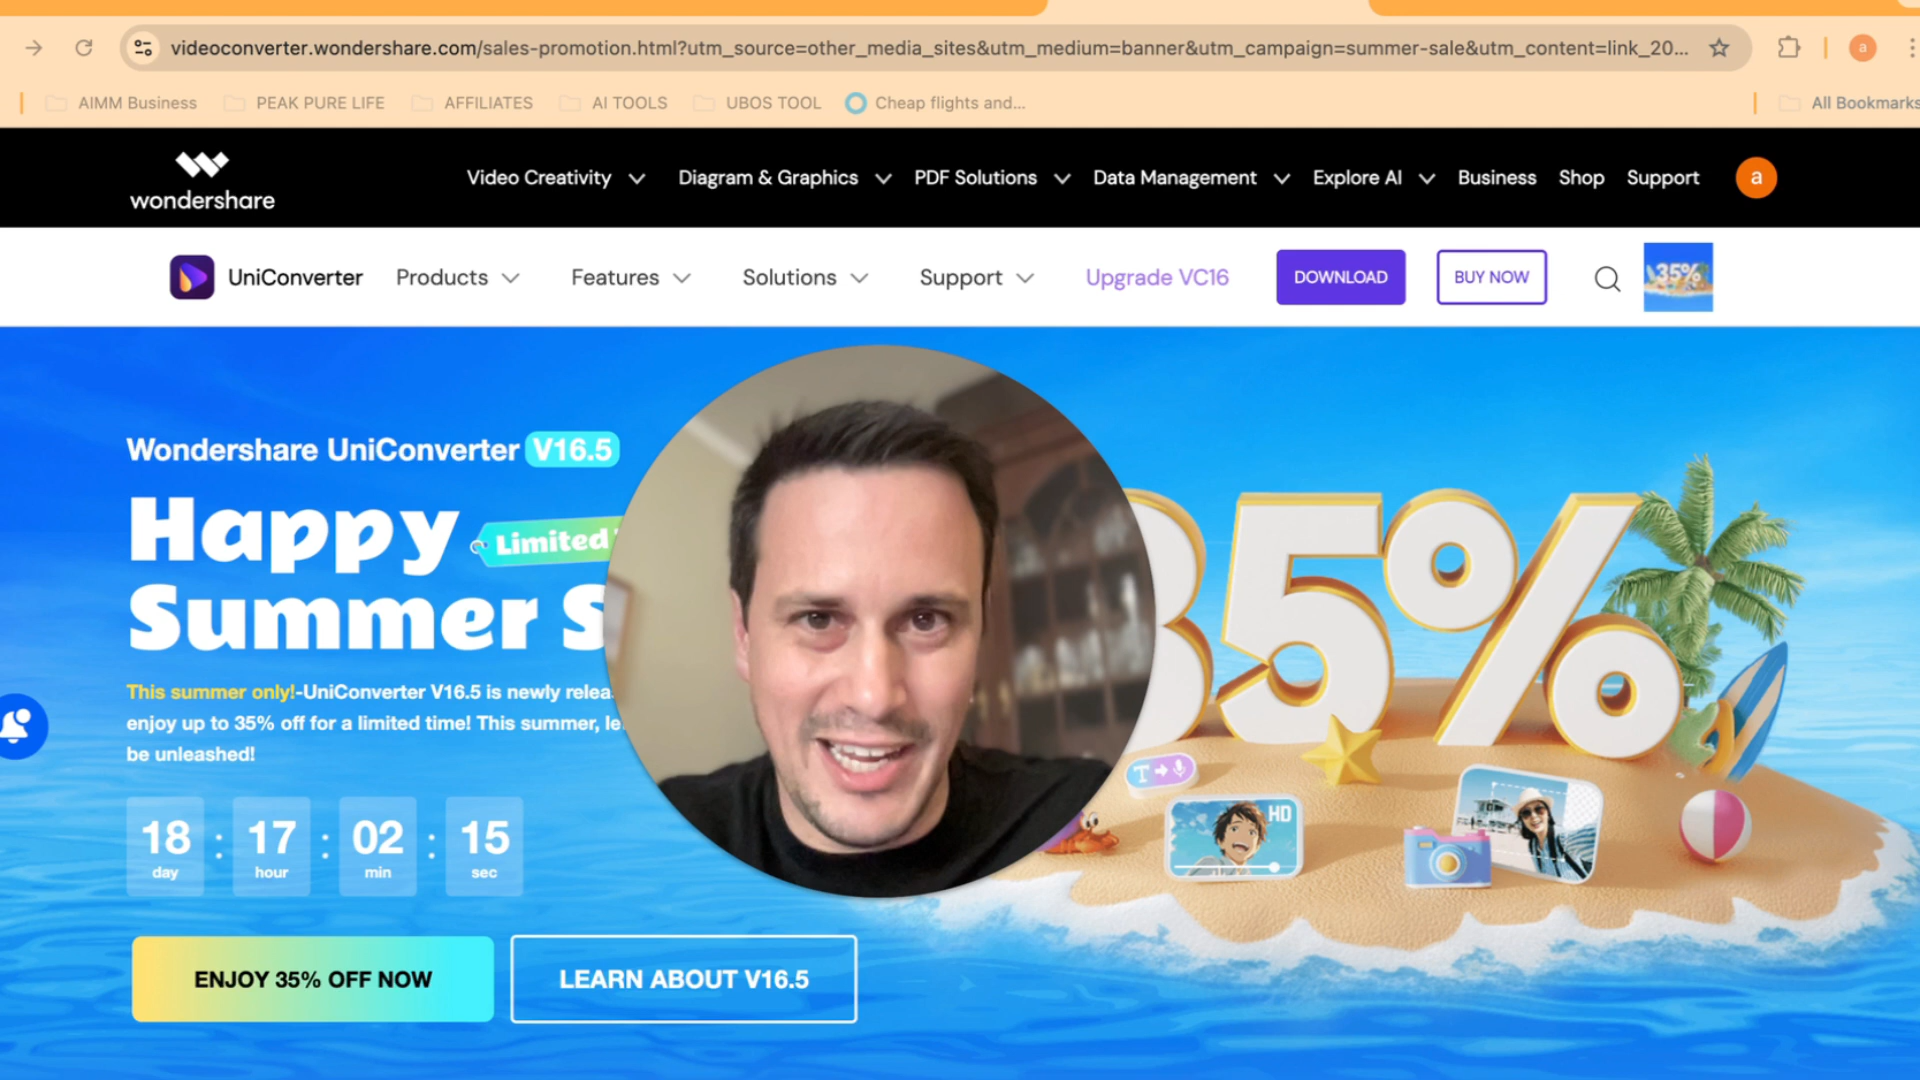 videoconverter.wondershare.com/sales-promotion.html?utm_source=other_media_sites&utm_medium=banner&utm_campaign=summer-sale&utm_content=link_20...
a
AIMM Business
PEAK PURE LIFE
AFFILIATES
AI TOOLS
UBOS TOOL
Cheap flights and...
All Bookmarks
wondershare
Video Creativity
Diagram & Graphics
PDF Solutions
Data Management
Explore AI
Business
Shop
Support
a
UniConverter
Products
Features
Solutions
Support
Upgrade VC16
DOWNLOAD
BUY NOW
35%
Wondershare UniConverter V16.5
Happy
Limited
Summer S
35%
This summer only!-UniConverter V16.5 is newly relea
enjoy up to 35% off for a limited time! This summer, le
be unleashed!
T
HD
18 : 17 : 02 : 15
day hour min sec
ENJOY 35% OFF NOW
LEARN ABOUT V16.5